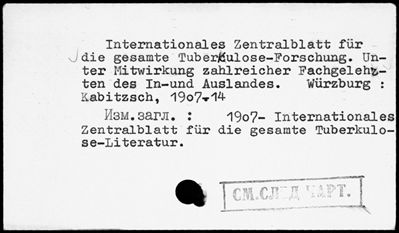 Internationales Zentralblatt für
die gesamte Tuberkulose-Forschung. Un-
ter Mitwirkung zahlreicher Fachgelehr-
ten des In-und Auslandes. Würzburg :
Kabitzsch, 1907-14
Изм.загл. : 1907- Internationales
Zentralblatt für die gesamte Tuberkulo-
se-Literatur.
СМ.СЛЕД.ЧАРТ.